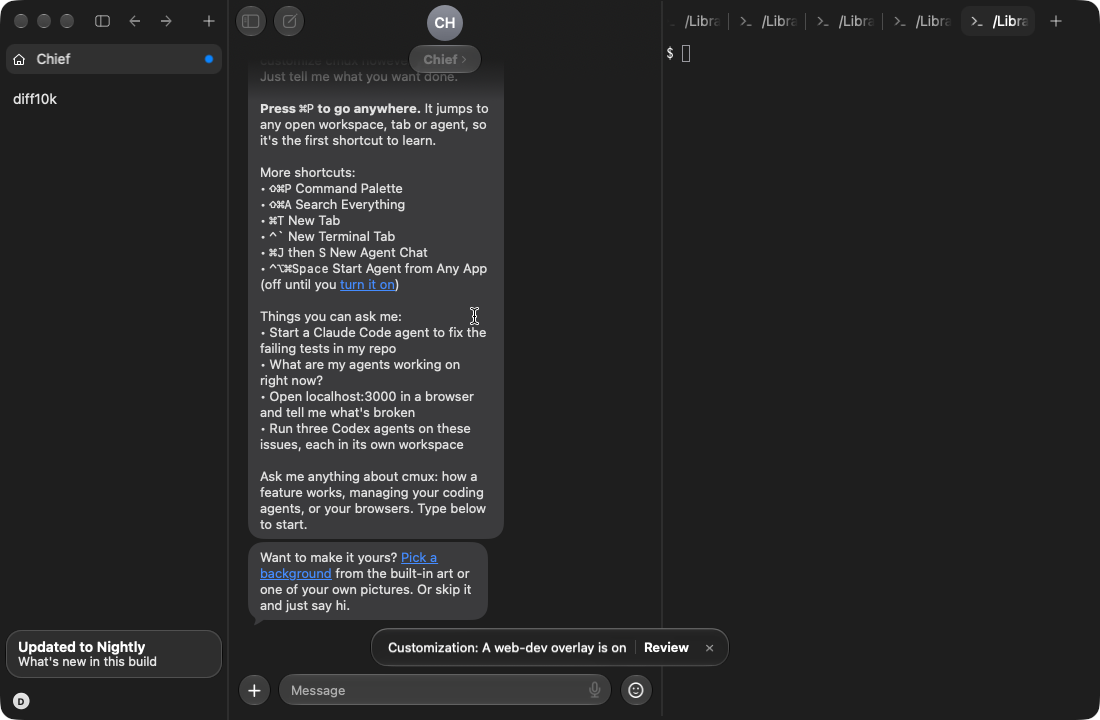 CH
Chief ›
/Libra
/Libra
/Libra
/Libra
/Libra
$
Chief
diff10k
Just tell me what you want done.
Press ⌘P to go anywhere. It jumps to
any open workspace, tab or agent, so
it's the first shortcut to learn.
More shortcuts:
• ⇧⌘P Command Palette
• ⇧⌘A Search Everything
• ⌘T New Tab
• ^` New Terminal Tab
• ⌘J then S New Agent Chat
• ^⌥⌘Space Start Agent from Any App
(off until you turn it on)
Things you can ask me:
• Start a Claude Code agent to fix the
failing tests in my repo
• What are my agents working on
right now?
• Open localhost:3000 in a browser
and tell me what's broken
• Run three Codex agents on these
issues, each in its own workspace
Ask me anything about cmux: how a
feature works, managing your coding
agents, or your browsers. Type below
to start.
Want to make it yours? Pick a
background from the built-in art or
one of your own pictures. Or skip it
and just say hi.
Customization: A web-dev overlay is on
Review
Updated to Nightly
What's new in this build
Message
D